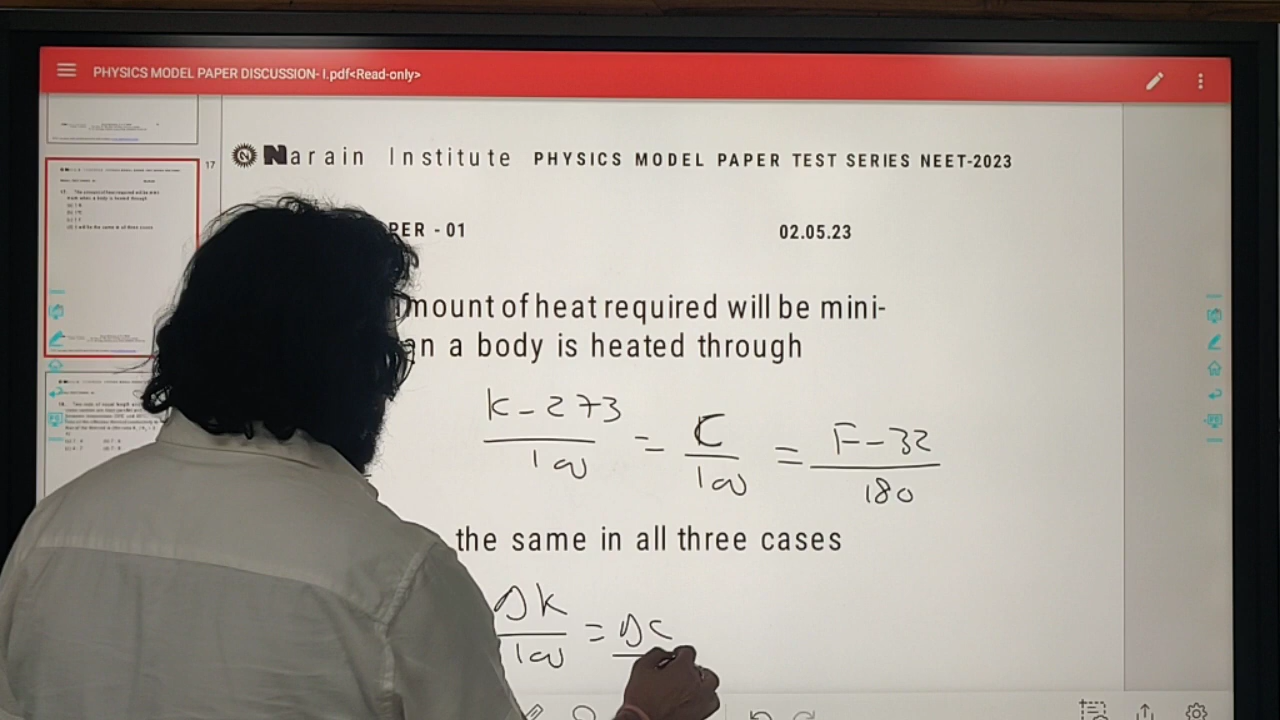 PHYSICS MODEL PAPER DISCUSSION- I.pdf<Read-only>
17
Narain Institute PHYSICS MODEL PAPER TEST SERIES NEET-2023
PER - 01 02.05.23
mount of heat required will be mini-
an a body is heated through
K-273/100 = C/100 = F-32/180
the same in all three cases
ΔK/100 = ΔC